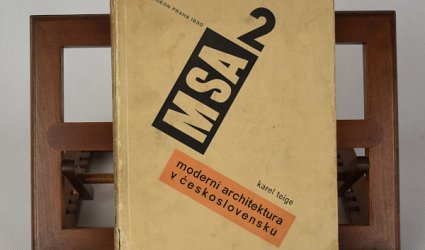 odeon praha 1930
MSA 2
karel teige
moderní architektura
v československu